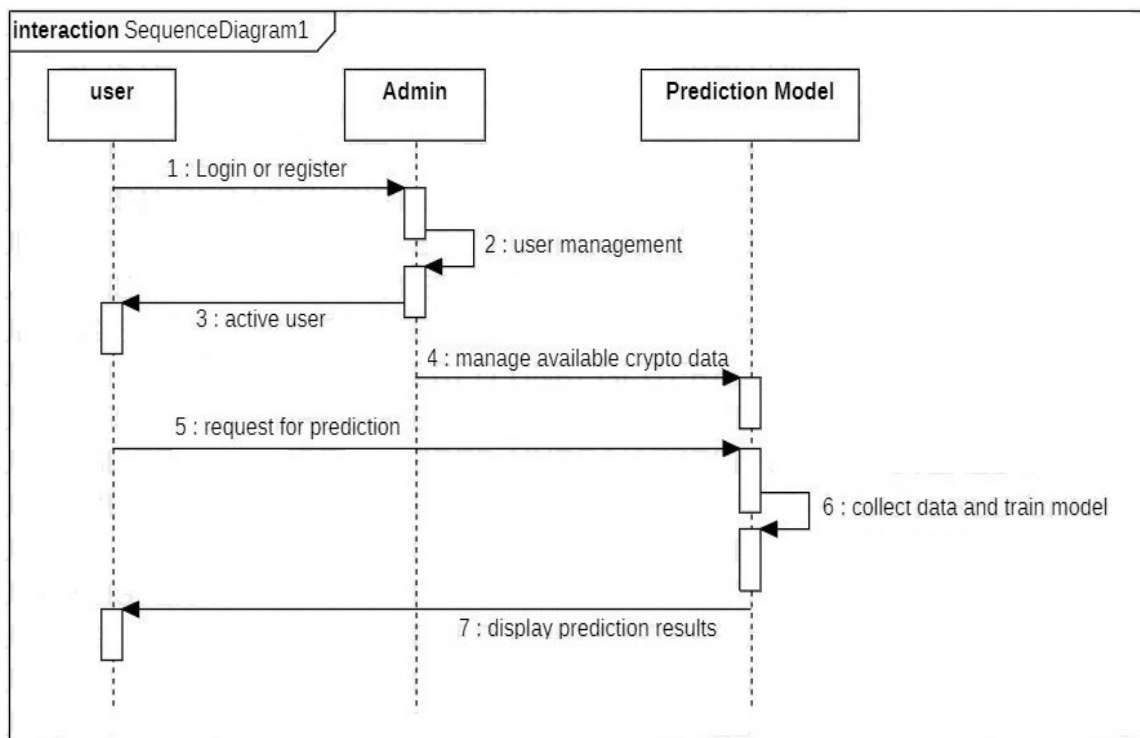 interaction SequenceDiagram1
user
Admin
Prediction Model
1 : Login or register
2 : user management
3 : active user
4 : manage available crypto data
5 : request for prediction
6 : collect data and train model
7 : display prediction results